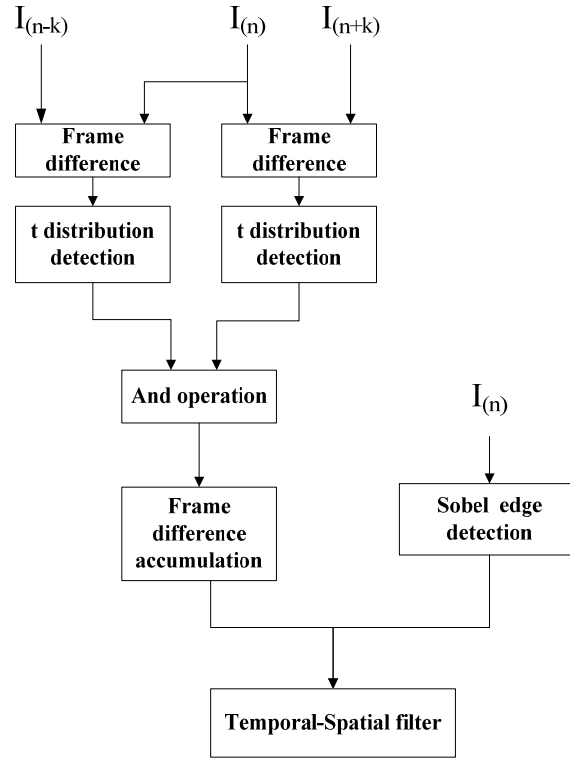 I(n-k) I(n) I(n+k)
Frame difference
Frame difference
t distribution detection
t distribution detection
And operation
I(n)
Frame difference accumulation
Sobel edge detection
Temporal-Spatial filter